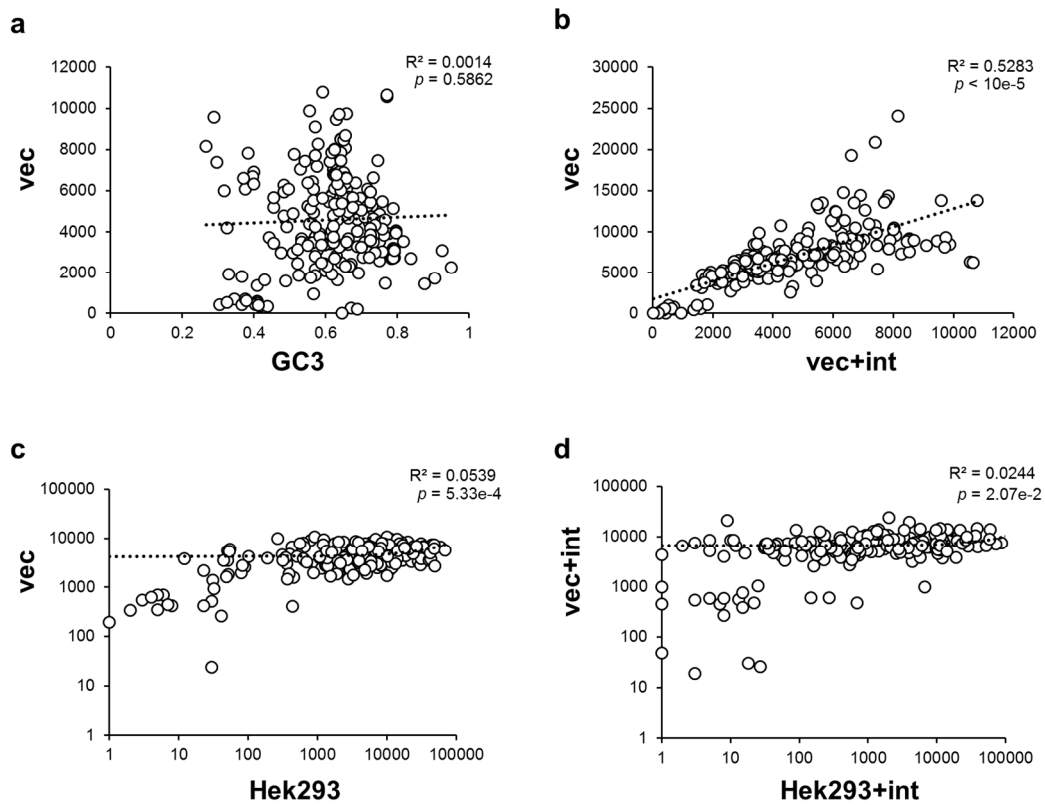 a
R² = 0.0014
p = 0.5862
12000
10000
8000
6000
4000
2000
0
vec
0 0.2 0.4 0.6 0.8 1
GC3
b
R² = 0.5283
p < 10e-5
30000
25000
20000
15000
10000
5000
0
vec
0 2000 4000 6000 8000 10000 12000
vec+int
c
R² = 0.0539
p = 5.33e-4
100000
10000
1000
100
10
1
vec
1 10 100 1000 10000 100000
Hek293
d
R² = 0.0244
p = 2.07e-2
100000
10000
1000
100
10
1
vec+int
1 10 100 1000 10000 100000
Hek293+int